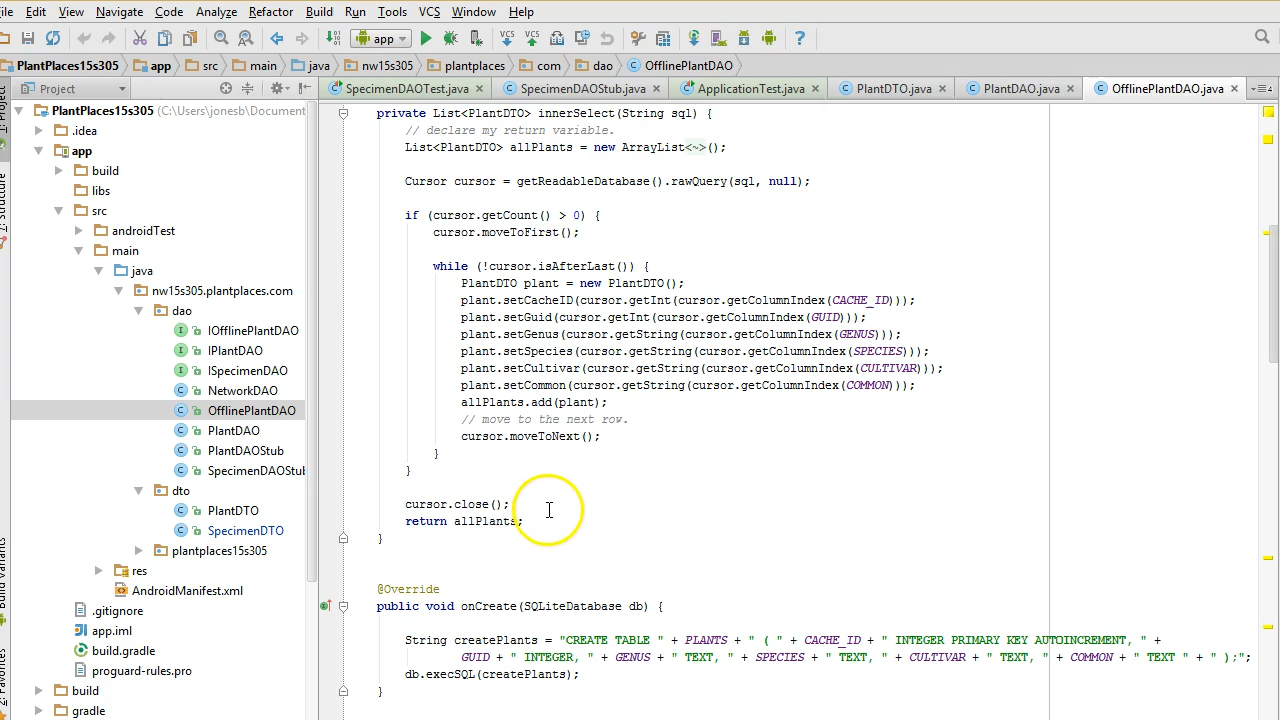 File Edit View Navigate Code Analyze Refactor Build Run Tools VCS Window Help
app VCS VCS ?
PlantPlaces15s305 app src main java nw15s305 plantplaces com dao OfflinePlantDAO
Project
SpecimenDAOTest.java SpecimenDAOStub.java ApplicationTest.java PlantDTO.java PlantDAO.java OfflinePlantDAO.java
PlantPlaces15s305 (C:\Users\jonesb\Document
.idea
app
build
libs
src
androidTest
main
java
nw15s305.plantplaces.com
dao
IOfflinePlantDAO
IPlantDAO
ISpecimenDAO
NetworkDAO
OfflinePlantDAO
PlantDAO
PlantDAOStub
SpecimenDAOStub
dto
PlantDTO
SpecimenDTO
plantplaces15s305
res
AndroidManifest.xml
.gitignore
app.iml
build.gradle
proguard-rules.pro
build
gradle
private List<PlantDTO> innerSelect(String sql) {
// declare my return variable.
List<PlantDTO> allPlants = new ArrayList<~>();
Cursor cursor = getReadableDatabase().rawQuery(sql, null);
if (cursor.getCount() > 0) {
cursor.moveToFirst();
while (!cursor.isAfterLast()) {
PlantDTO plant = new PlantDTO();
plant.setCacheID(cursor.getInt(cursor.getColumnIndex(CACHE_ID)));
plant.setGuid(cursor.getInt(cursor.getColumnIndex(GUID)));
plant.setGenus(cursor.getString(cursor.getColumnIndex(GENUS)));
plant.setSpecies(cursor.getString(cursor.getColumnIndex(SPECIES)));
plant.setCultivar(cursor.getString(cursor.getColumnIndex(CULTIVAR)));
plant.setCommon(cursor.getString(cursor.getColumnIndex(COMMON)));
allPlants.add(plant);
// move to the next row.
cursor.moveToNext();
}
}
cursor.close();
return allPlants;
}
@Override
public void onCreate(SQLiteDatabase db) {
String createPlants = "CREATE TABLE " + PLANTS + " ( " + CACHE_ID + " INTEGER PRIMARY KEY AUTOINCREMENT, " +
GUID + " INTEGER, " + GENUS + " TEXT, " + SPECIES + " TEXT, " + CULTIVAR + " TEXT, " + COMMON + " TEXT " + " );";
db.execSQL(createPlants);
}